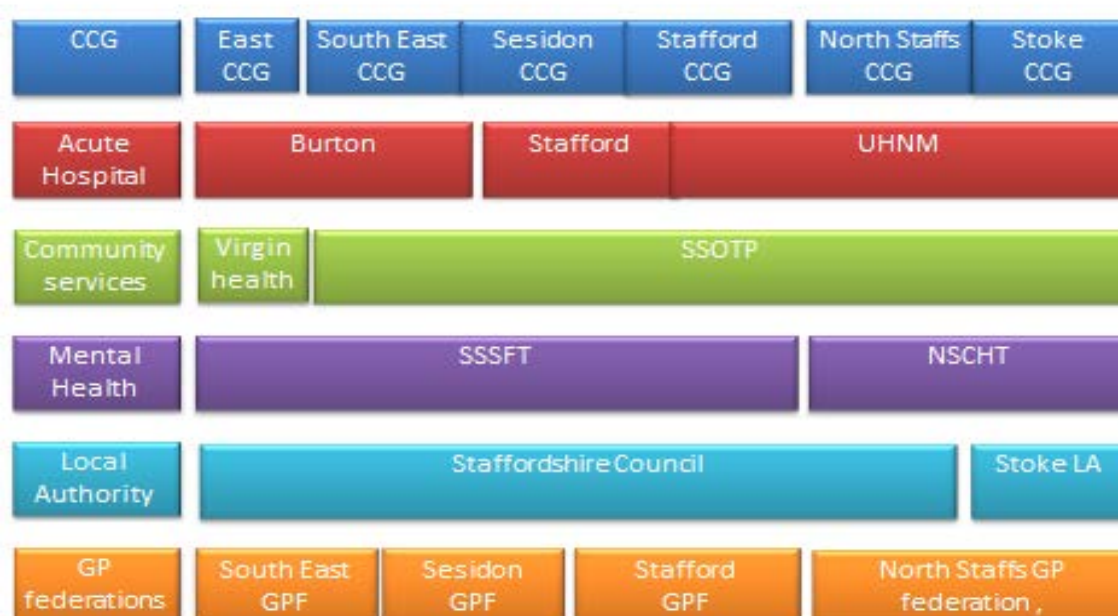 CCG
East
CCG
South East
CCG
Sesidon
CCG
Stafford
CCG
North Staffs
CCG
Stoke
CCG
Acute
Hospital
Burton
Stafford
UHNM
Community
services
Virgin
health
SSOTP
Mental
Health
SSSFT
NSCHT
Local
Authority
Staffordshire Council
Stoke LA
GP
federations
South East
GPF
Sesidon
GPF
Stafford
GPF
North Staffs GP
federation,